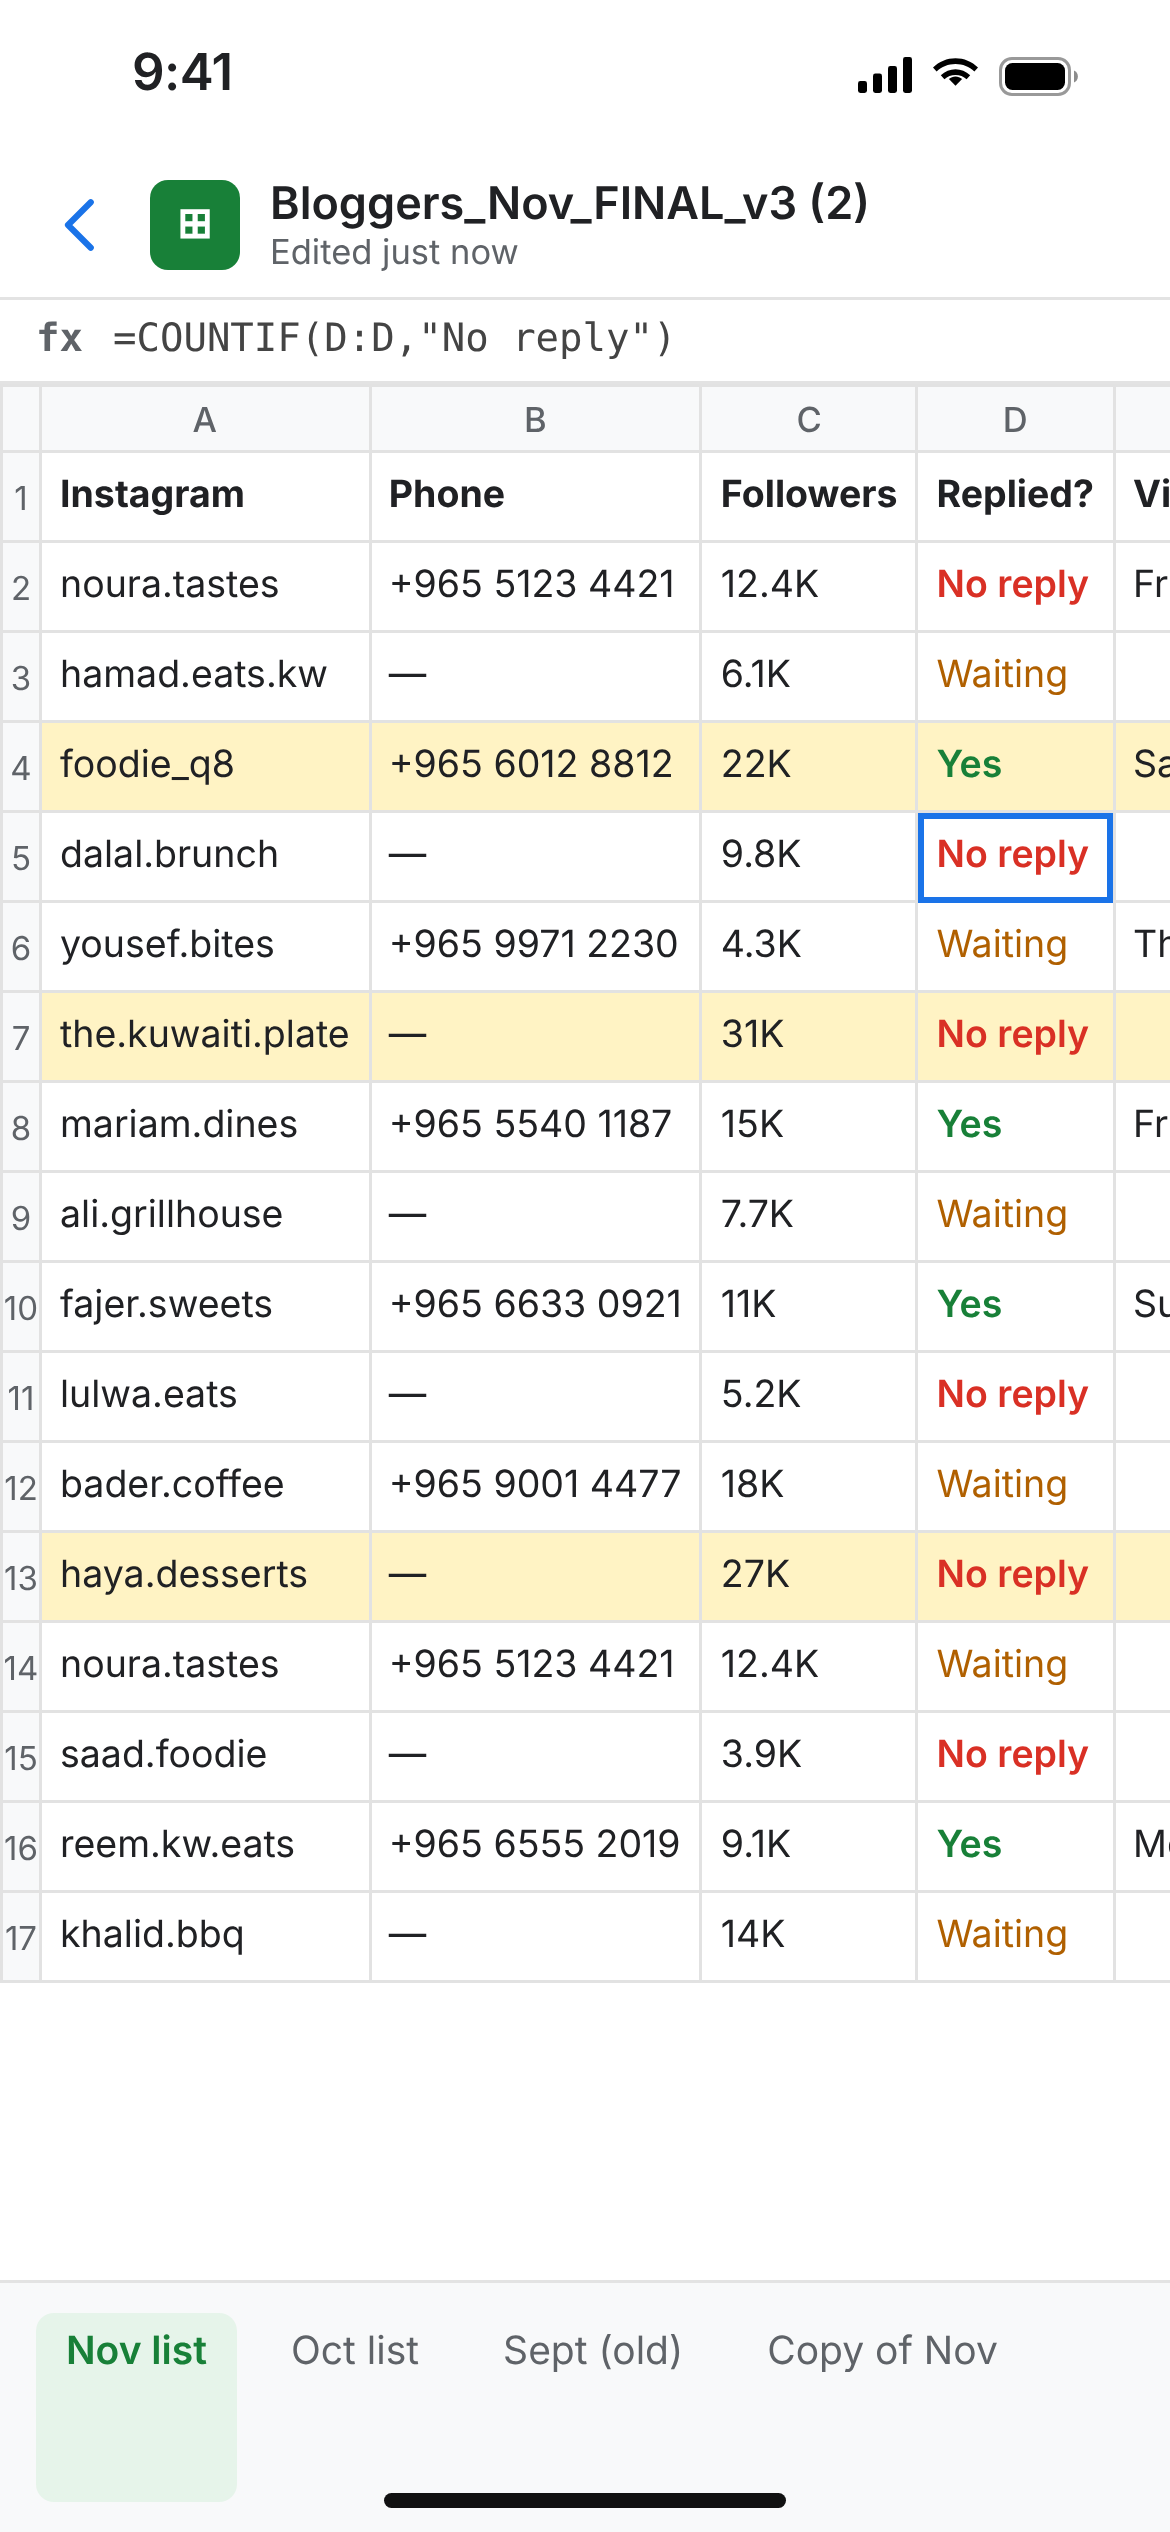 9:41
Bloggers_Nov_FINAL_v3 (2)
Edited just now
fx =COUNTIF(D:D,"No reply")
A B C D
1 Instagram Phone Followers Replied? Vi
2 noura.tastes +965 5123 4421 12.4K No reply Fr
3 hamad.eats.kw — 6.1K Waiting
4 foodie_q8 +965 6012 8812 22K Yes Sa
5 dalal.brunch — 9.8K No reply
6 yousef.bites +965 9971 2230 4.3K Waiting Th
7 the.kuwaiti.plate — 31K No reply
8 mariam.dines +965 5540 1187 15K Yes Fr
9 ali.grillhouse — 7.7K Waiting
10 fajer.sweets +965 6633 0921 11K Yes Su
11 lulwa.eats — 5.2K No reply
12 bader.coffee +965 9001 4477 18K Waiting
13 haya.desserts — 27K No reply
14 noura.tastes +965 5123 4421 12.4K Waiting
15 saad.foodie — 3.9K No reply
16 reem.kw.eats +965 6555 2019 9.1K Yes Mo
17 khalid.bbq — 14K Waiting
Nov list Oct list Sept (old) Copy of Nov